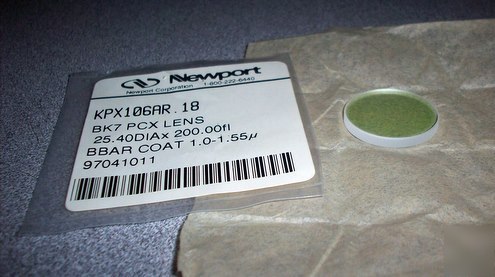 Newport
Newport Corporation 1-800-222-6440
KPX106AR.18
BK7 PCX LENS
25.40DIAx 200.00fl
BBAR COAT 1.0-1.55µ
97041011